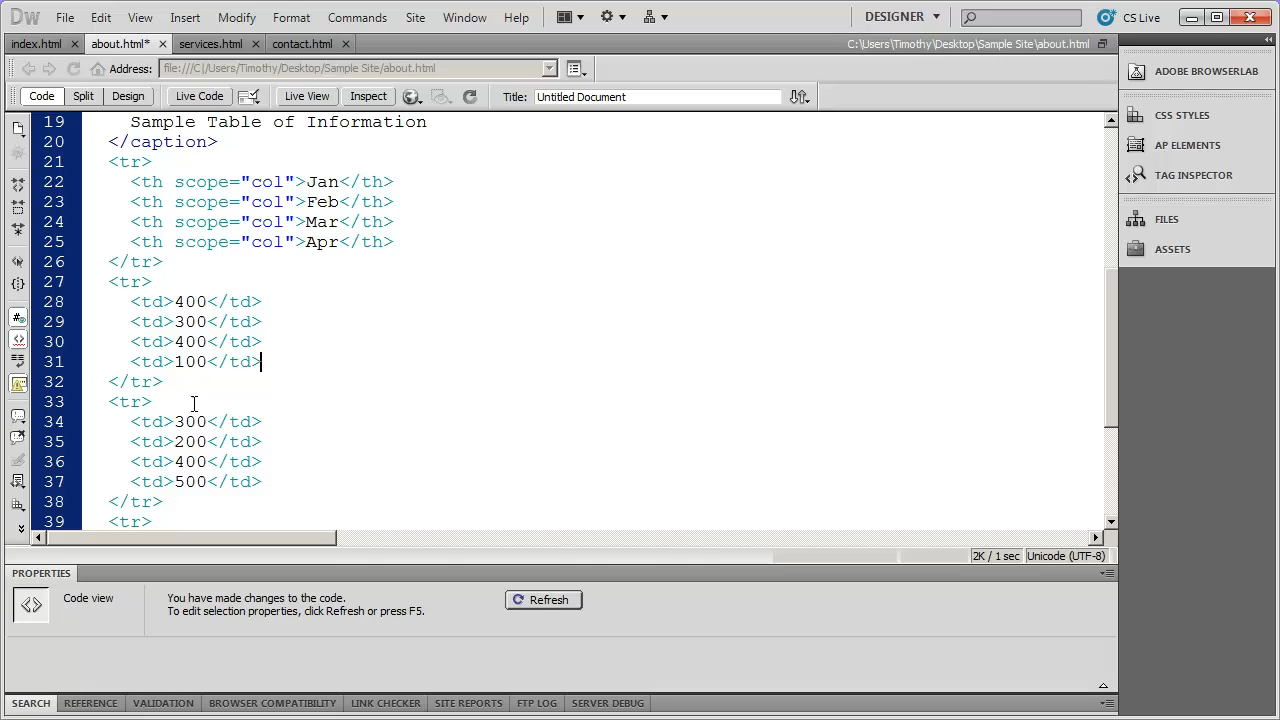 Dw File Edit View Insert Modify Format Commands Site Window Help DESIGNER CS Live
index.html about.html* services.html contact.html C:\Users\Timothy\Desktop\Sample Site\about.html
Address: file:///C|/Users/Timothy/Desktop/Sample Site/about.html
Code Split Design Live Code Live View Inspect Title: Untitled Document
19 Sample Table of Information
20 </caption>
21 <tr>
22 <th scope="col">Jan</th>
23 <th scope="col">Feb</th>
24 <th scope="col">Mar</th>
25 <th scope="col">Apr</th>
26 </tr>
27 <tr>
28 <td>400</td>
29 <td>300</td>
30 <td>400</td>
31 <td>100</td>
32 </tr>
33 <tr>
34 <td>300</td>
35 <td>200</td>
36 <td>400</td>
37 <td>500</td>
38 </tr>
39 <tr>
2K / 1 sec Unicode (UTF-8)
PROPERTIES
Code view
You have made changes to the code.
To edit selection properties, click Refresh or press F5.
Refresh
SEARCH REFERENCE VALIDATION BROWSER COMPATIBILITY LINK CHECKER SITE REPORTS FTP LOG SERVER DEBUG
ADOBE BROWSERLAB
CSS STYLES
AP ELEMENTS
TAG INSPECTOR
FILES
ASSETS